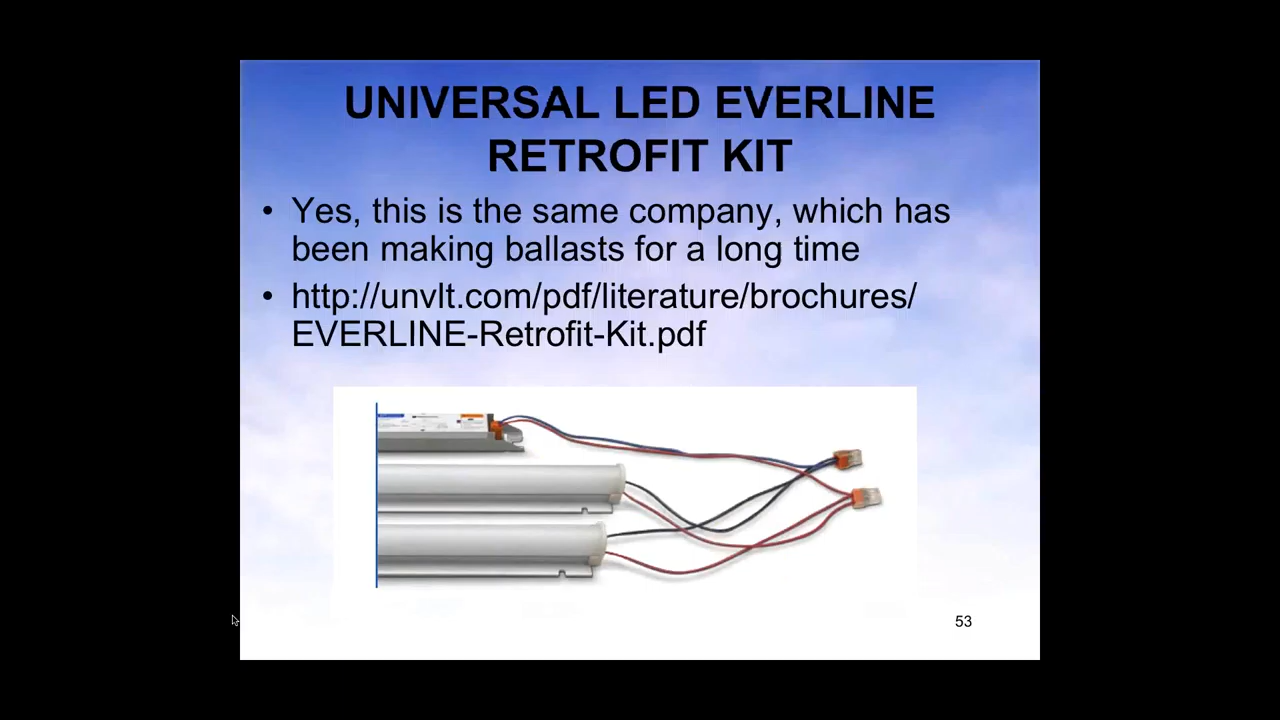 UNIVERSAL LED EVERLINE
RETROFIT KIT
• Yes, this is the same company, which has
been making ballasts for a long time
• http://unvlt.com/pdf/literature/brochures/
EVERLINE-Retrofit-Kit.pdf
53